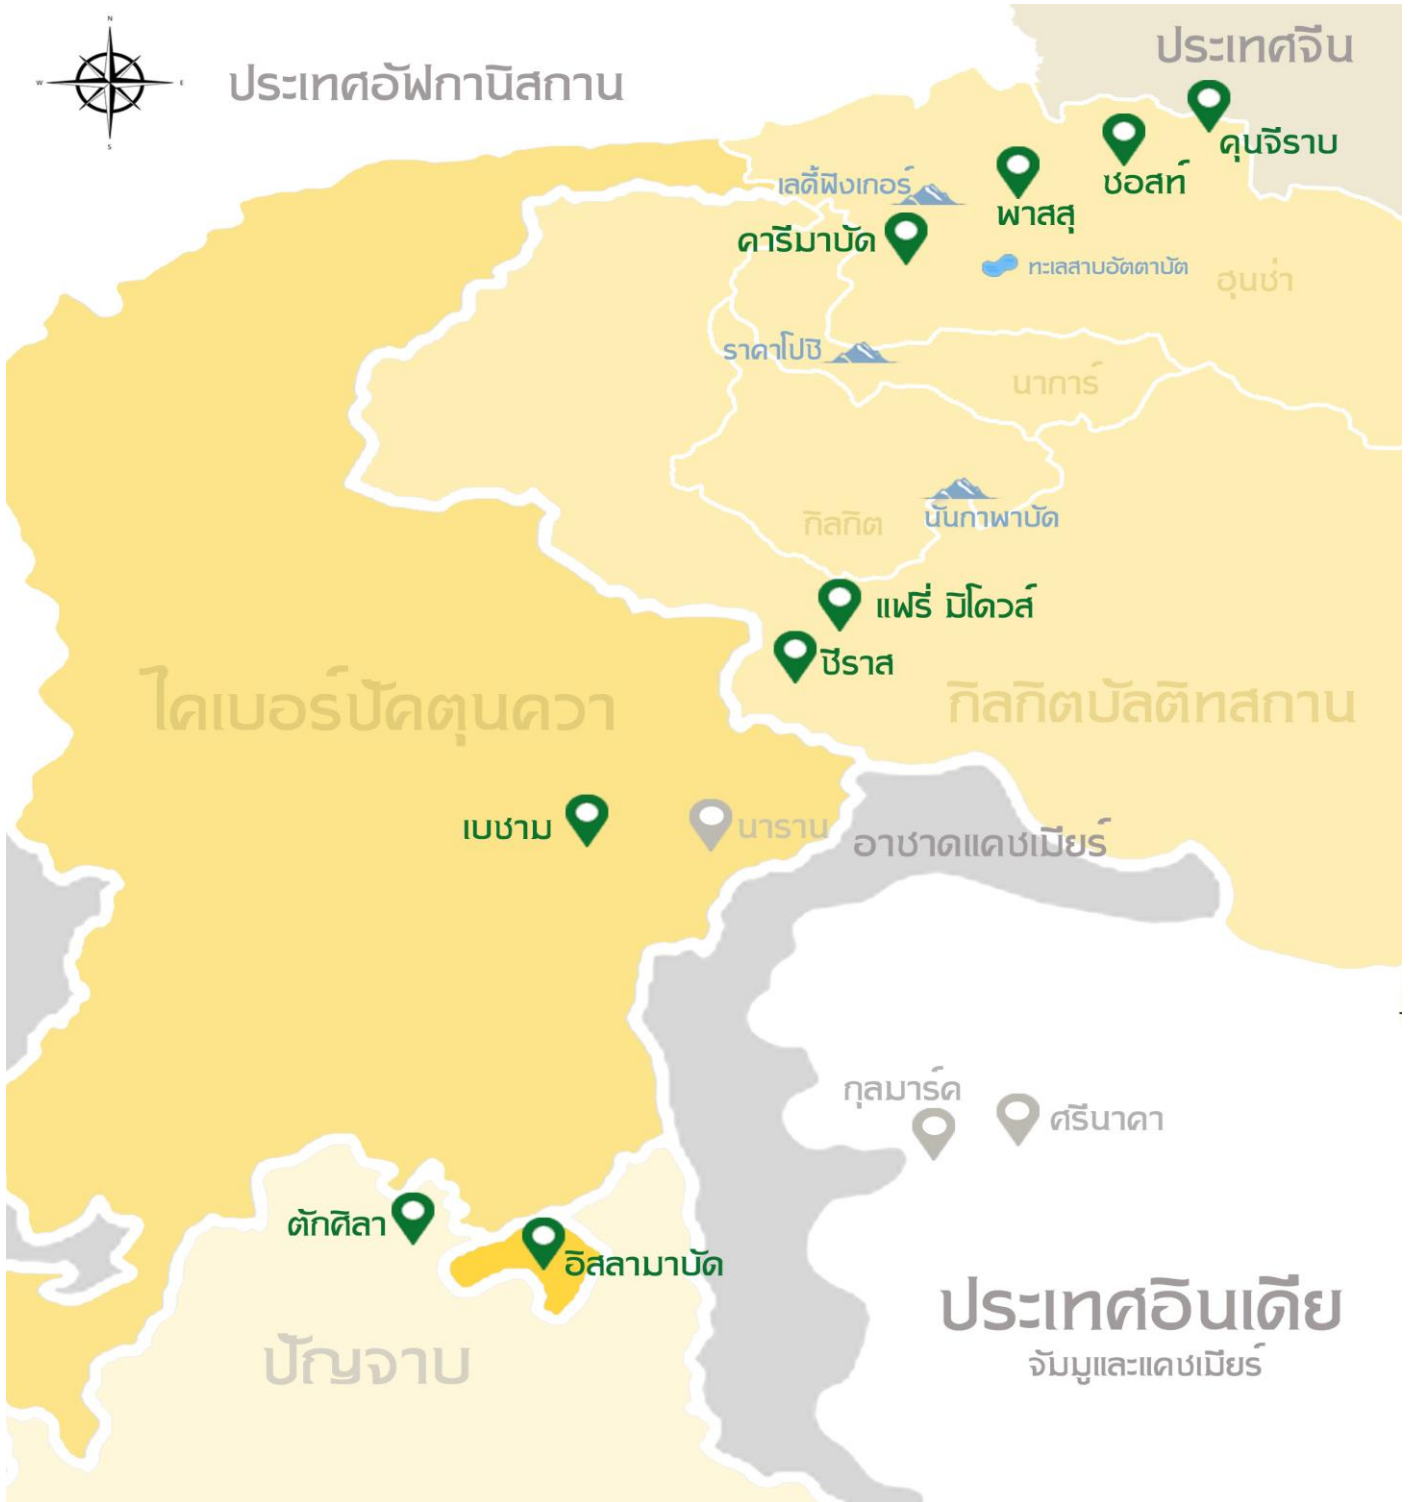 N
W
E
S
ประเทศอัฟกานิสถาน
ประเทศจีน
คุนจีราบ
ซอสท์
พาสสุ
เลดี้ฟิงเกอร์
คารีมาบัด
ทะเลสาบอัตตาบัต
ฮุนซ่า
ราคาโปชิ
นาการ์
กิลกิต
นันกาพาบัด
แฟรี่ มิโดวส์
ชีราส
ไคเบอร์ปัคตุนควา
กิลกิตบัลติทสถาน
เบชาม
นาราน
อาซาดแคชเมียร์
กุลมาร์ค
ศรีนาคา
ตักศิลา
อิสลามาบัด
ปัญจาบ
ประเทศอินเดีย
จัมมูและแคชเมียร์